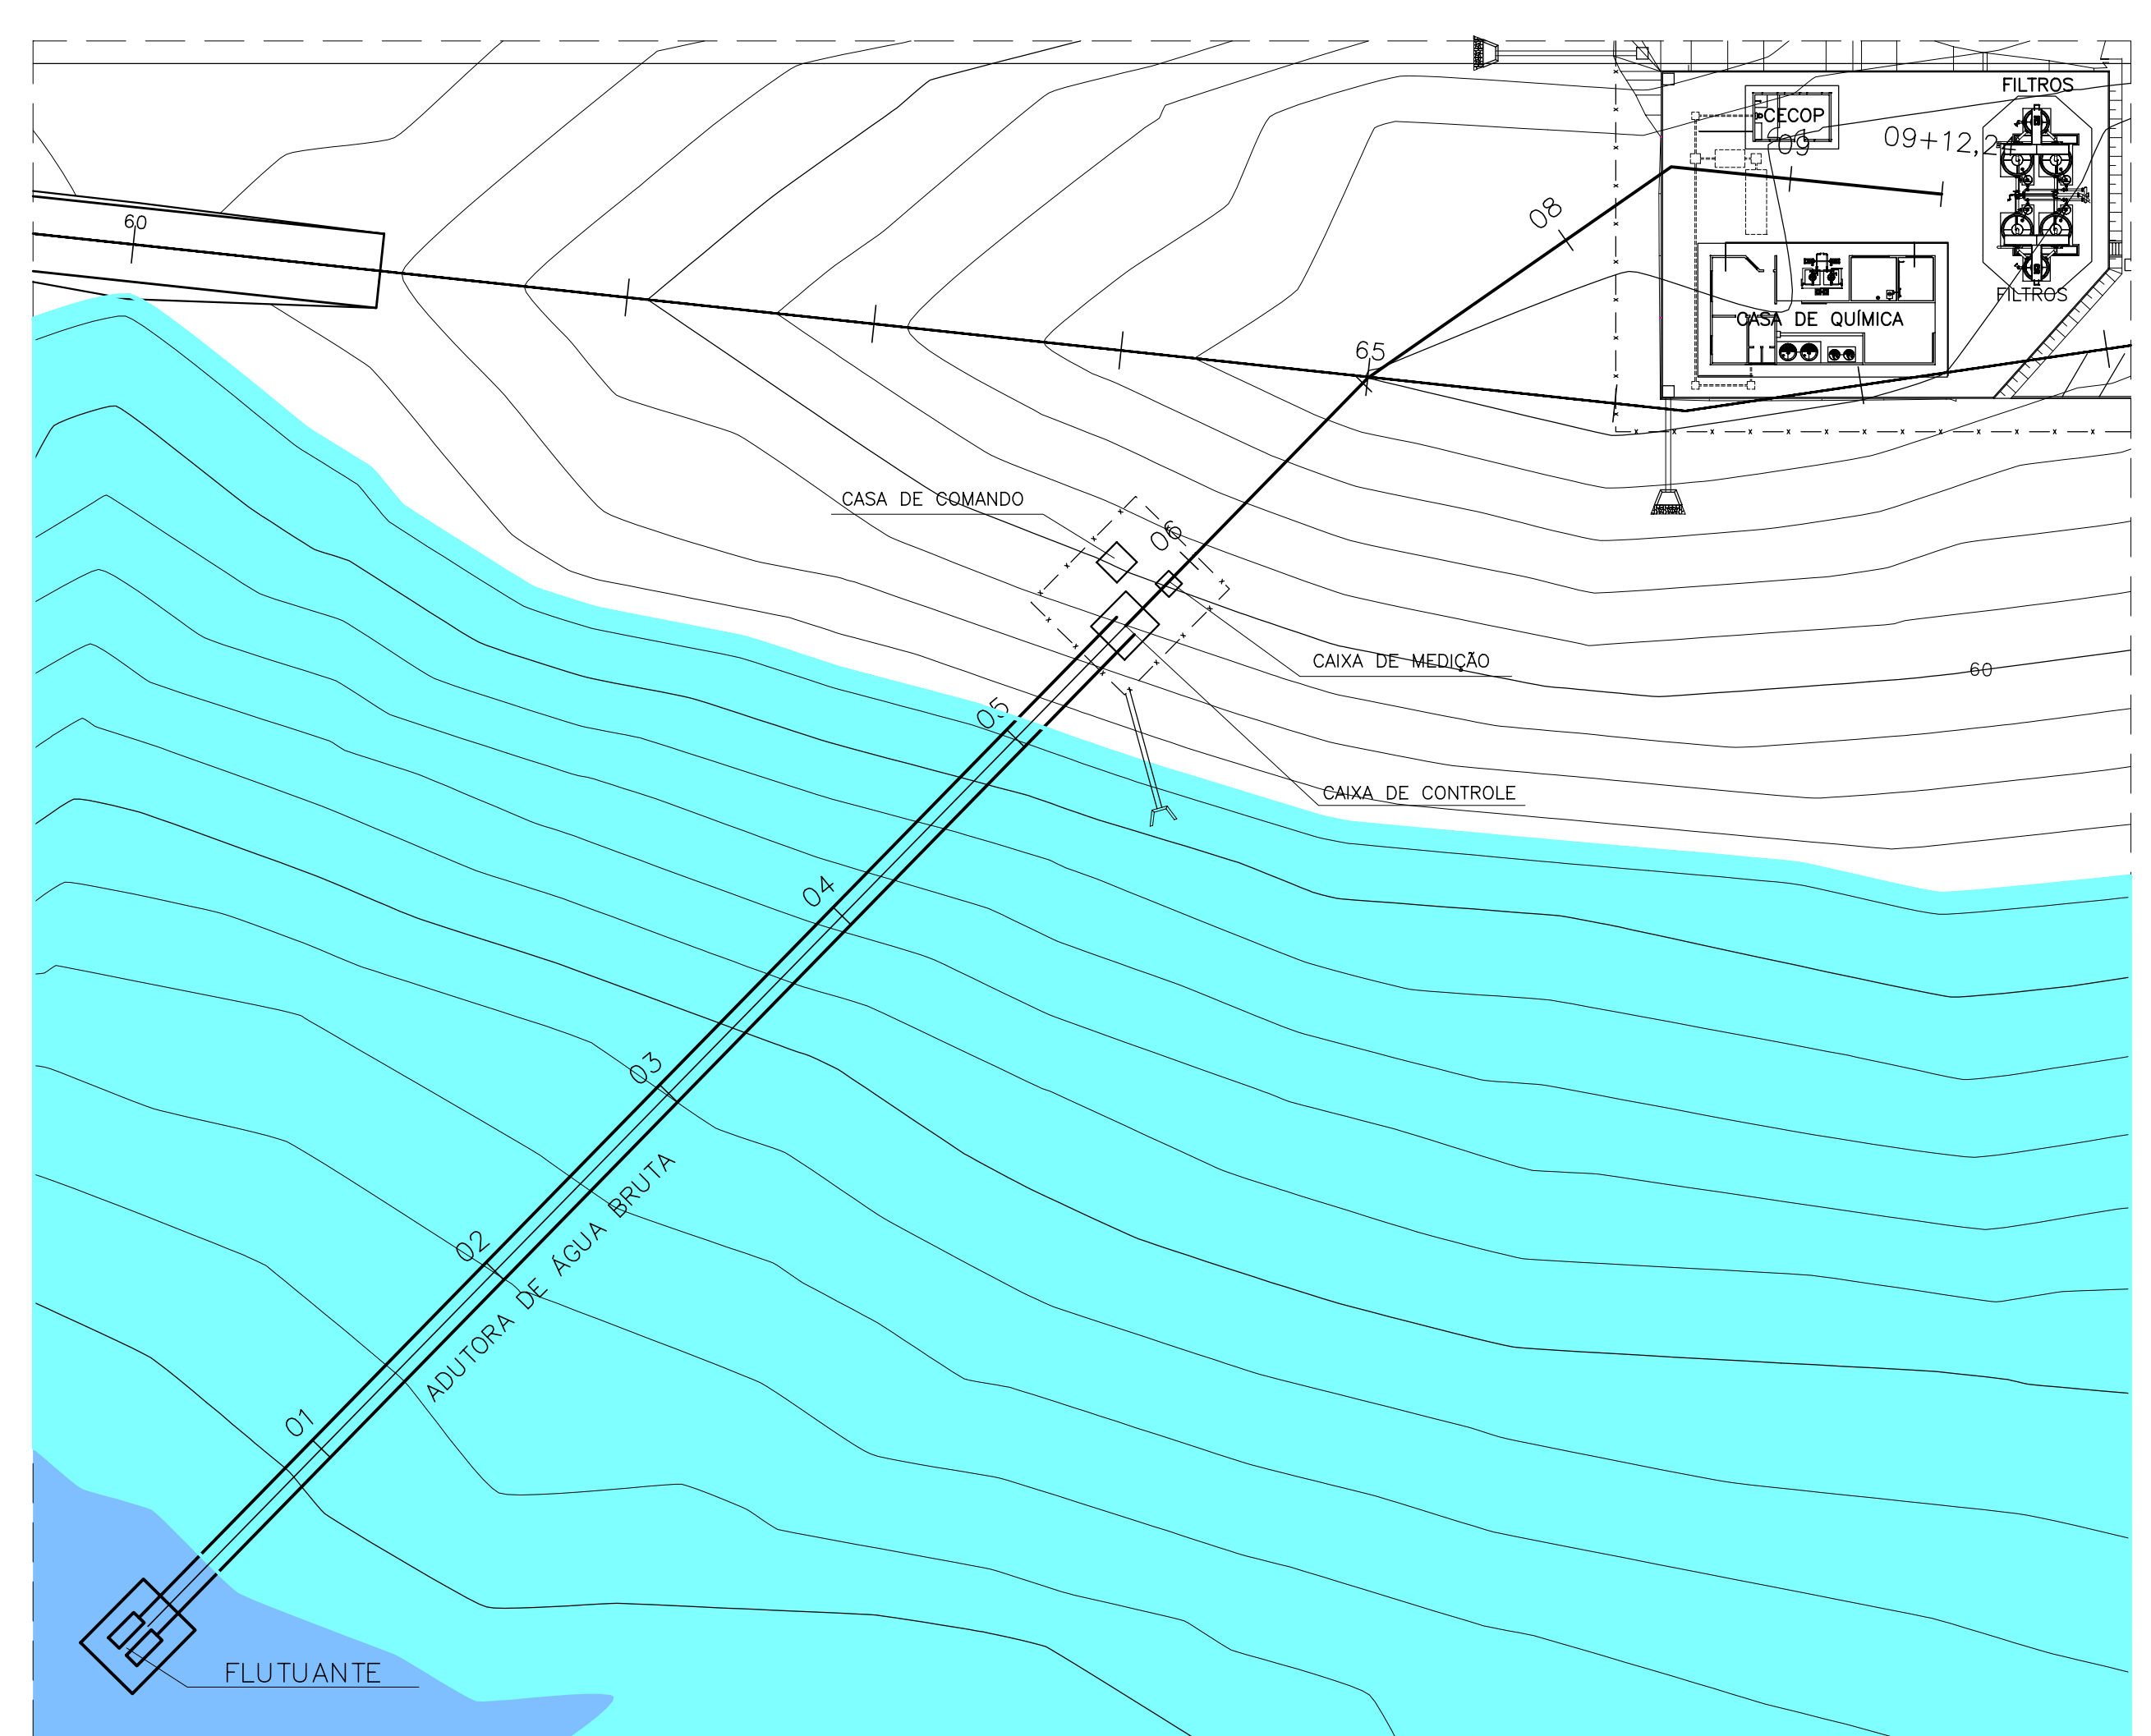 FILTROS
CECOP
09
09+12,24
08
60
FILTROS
CASA DE QUÍMICA
65
CASA DE COMANDO
06
CAIXA DE MEDIÇÃO
60
05
CAIXA DE CONTROLE
04
03
ADUTORA DE ÁGUA BRUTA
02
01
FLUTUANTE